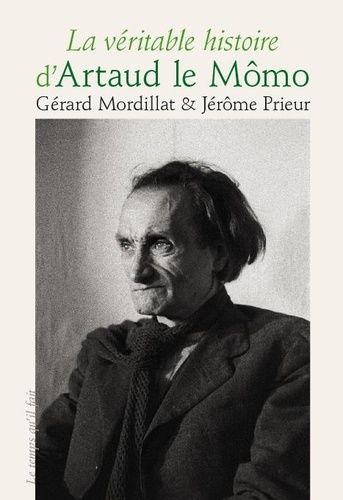 La véritable histoire
d'Artaud le Mômo
Gérard Mordillat & Jérôme Prieur
Le temps qu'il fait